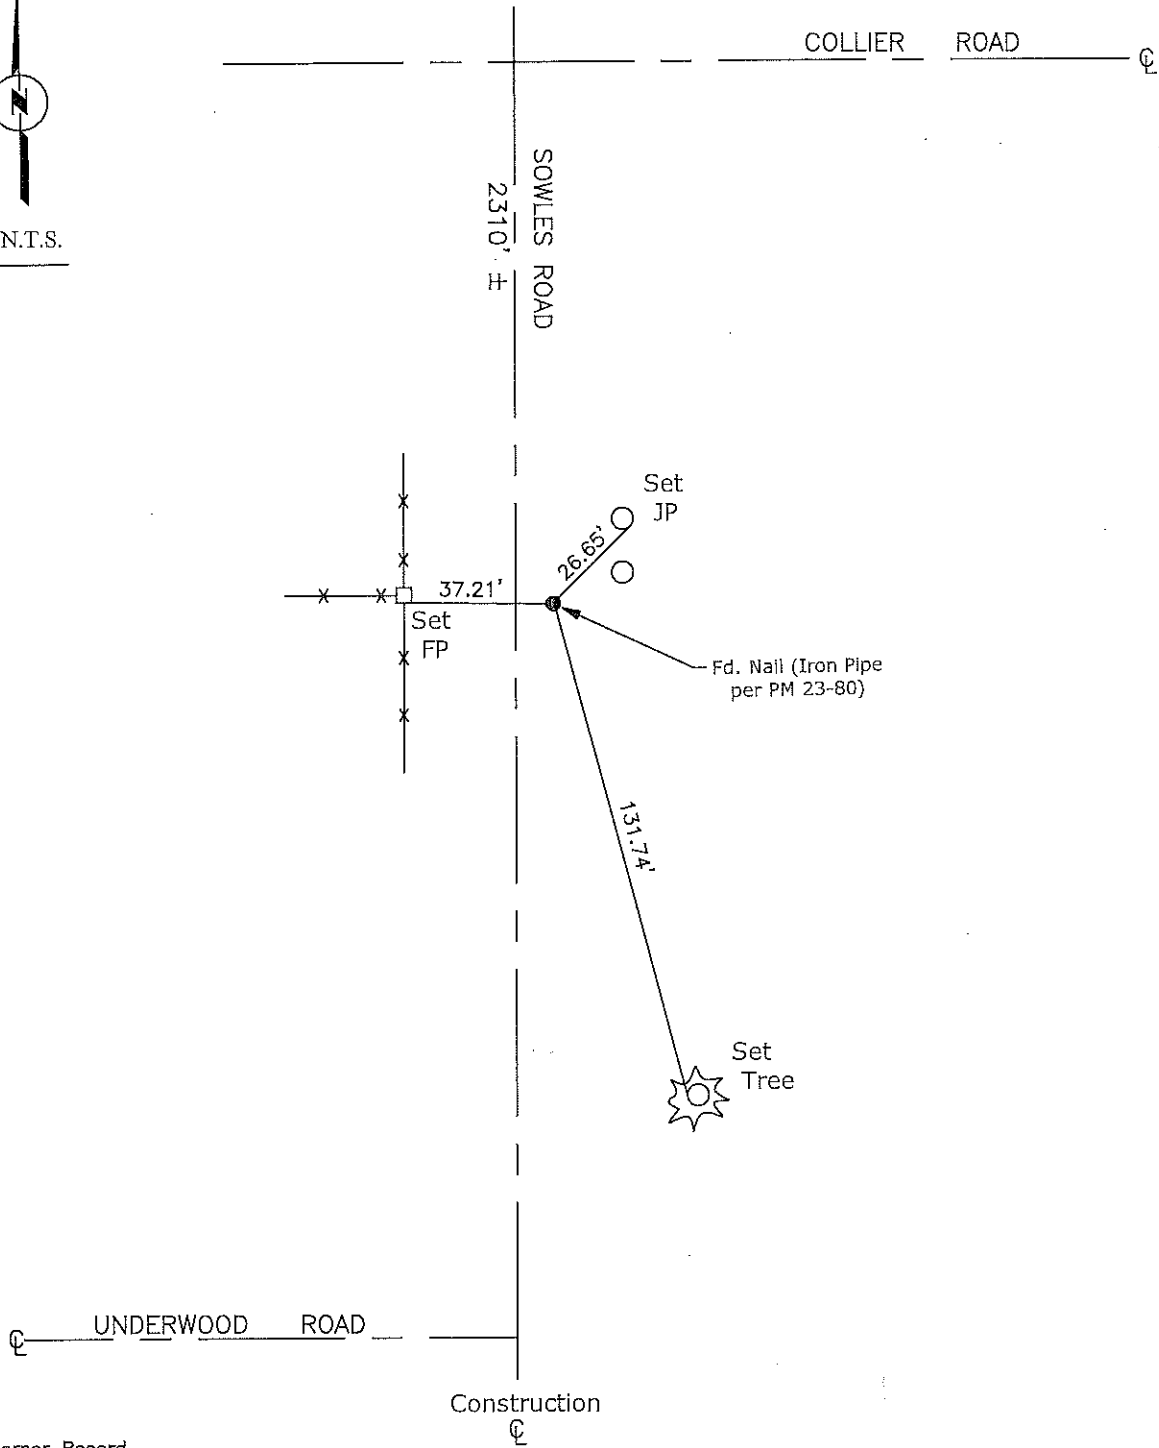 COLLIER ROAD ℄
N
N.T.S.
SOWLES ROAD
2310' ±
Set
JP
26.65'
37.21'
Set
FP
Fd. Nail (Iron Pipe
per PM 23-80)
131.74'
Set
Tree
℄ UNDERWOOD ROAD
Construction
℄
Record